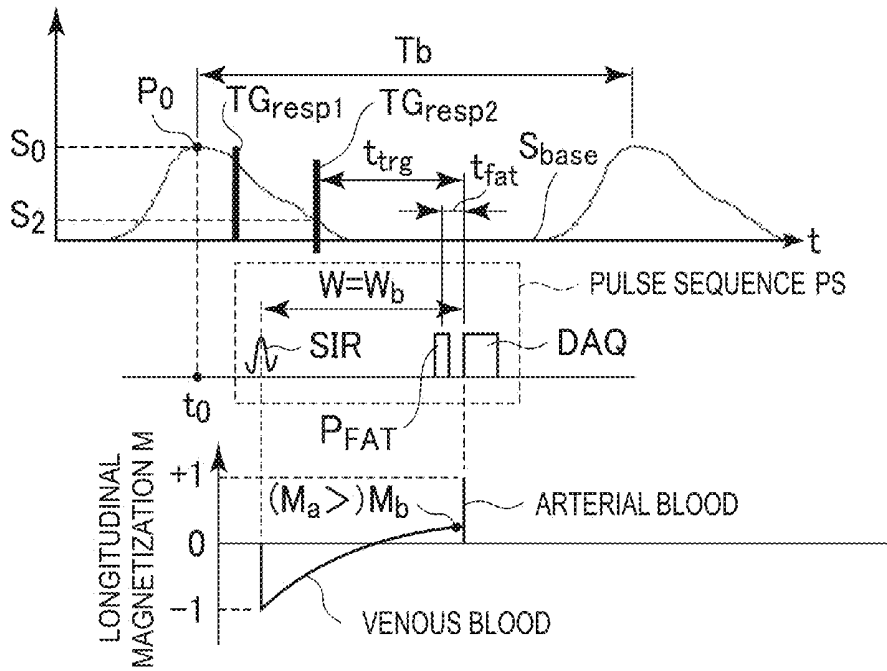 Tb
P0
TGresp1
TGresp2
S0
ttrg
Sbase
tfat
S2
t
W=Wb
PULSE SEQUENCE PS
SIR
DAQ
t0
PFAT
LONGITUDINAL
MAGNETIZATION M
+1
(Ma>)Mb
ARTERIAL BLOOD
0
-1
VENOUS BLOOD